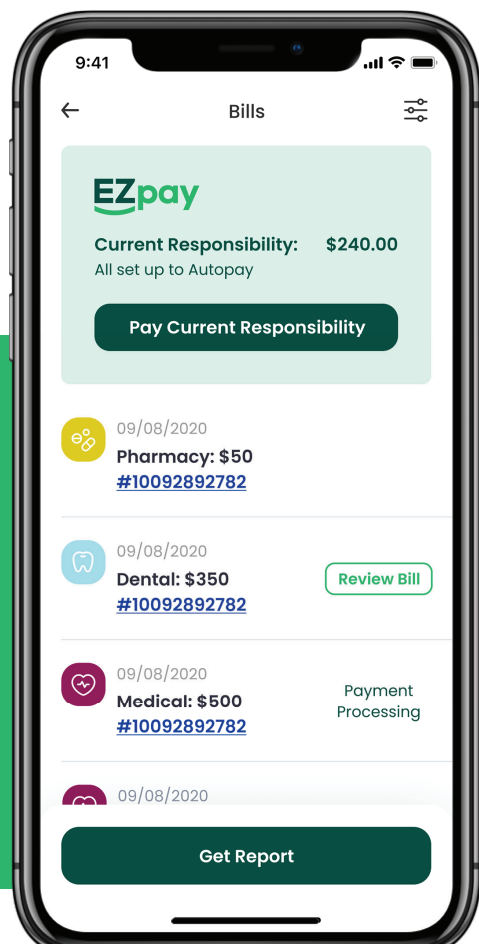 9:41
Bills
EZpay
Current Responsibility: $240.00
All set up to Autopay
Pay Current Responsibility
09/08/2020
Pharmacy: $50
#10092892782
09/08/2020
Dental: $350
#10092892782
Review Bill
09/08/2020
Medical: $500
#10092892782
Payment
Processing
09/08/2020
Get Report